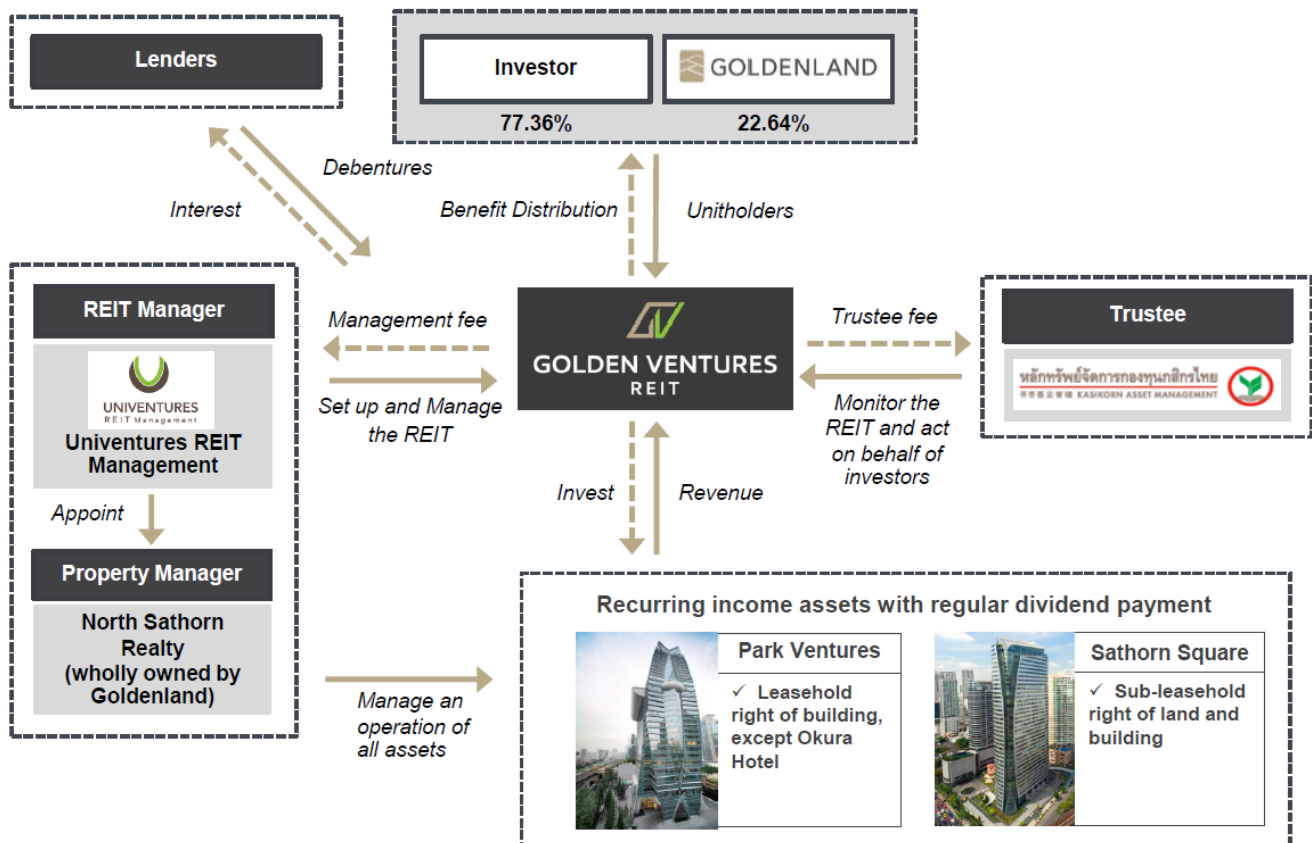 Lenders
Investor
GOLDENLAND
77.36%
22.64%
Debentures
Interest
Benefit Distribution
Unitholders
REIT Manager
UNIVENTURES
REIT Management
Univentures REIT
Management
Appoint
Property Manager
North Sathorn
Realty
(wholly owned by
Goldenland)
Management fee
Set up and Manage
the REIT
GOLDEN VENTURES
REIT
Trustee fee
Monitor the
REIT and act
on behalf of
investors
Trustee
หลักทรัพย์จัดการกองทุนกสิกรไทย
KASIKORN ASSET MANAGEMENT
Invest
Revenue
Manage an
operation of
all assets
Recurring income assets with regular dividend payment
Park Ventures
✓ Leasehold
right of building,
except Okura
Hotel
Sathorn Square
✓ Sub-leasehold
right of land and
building